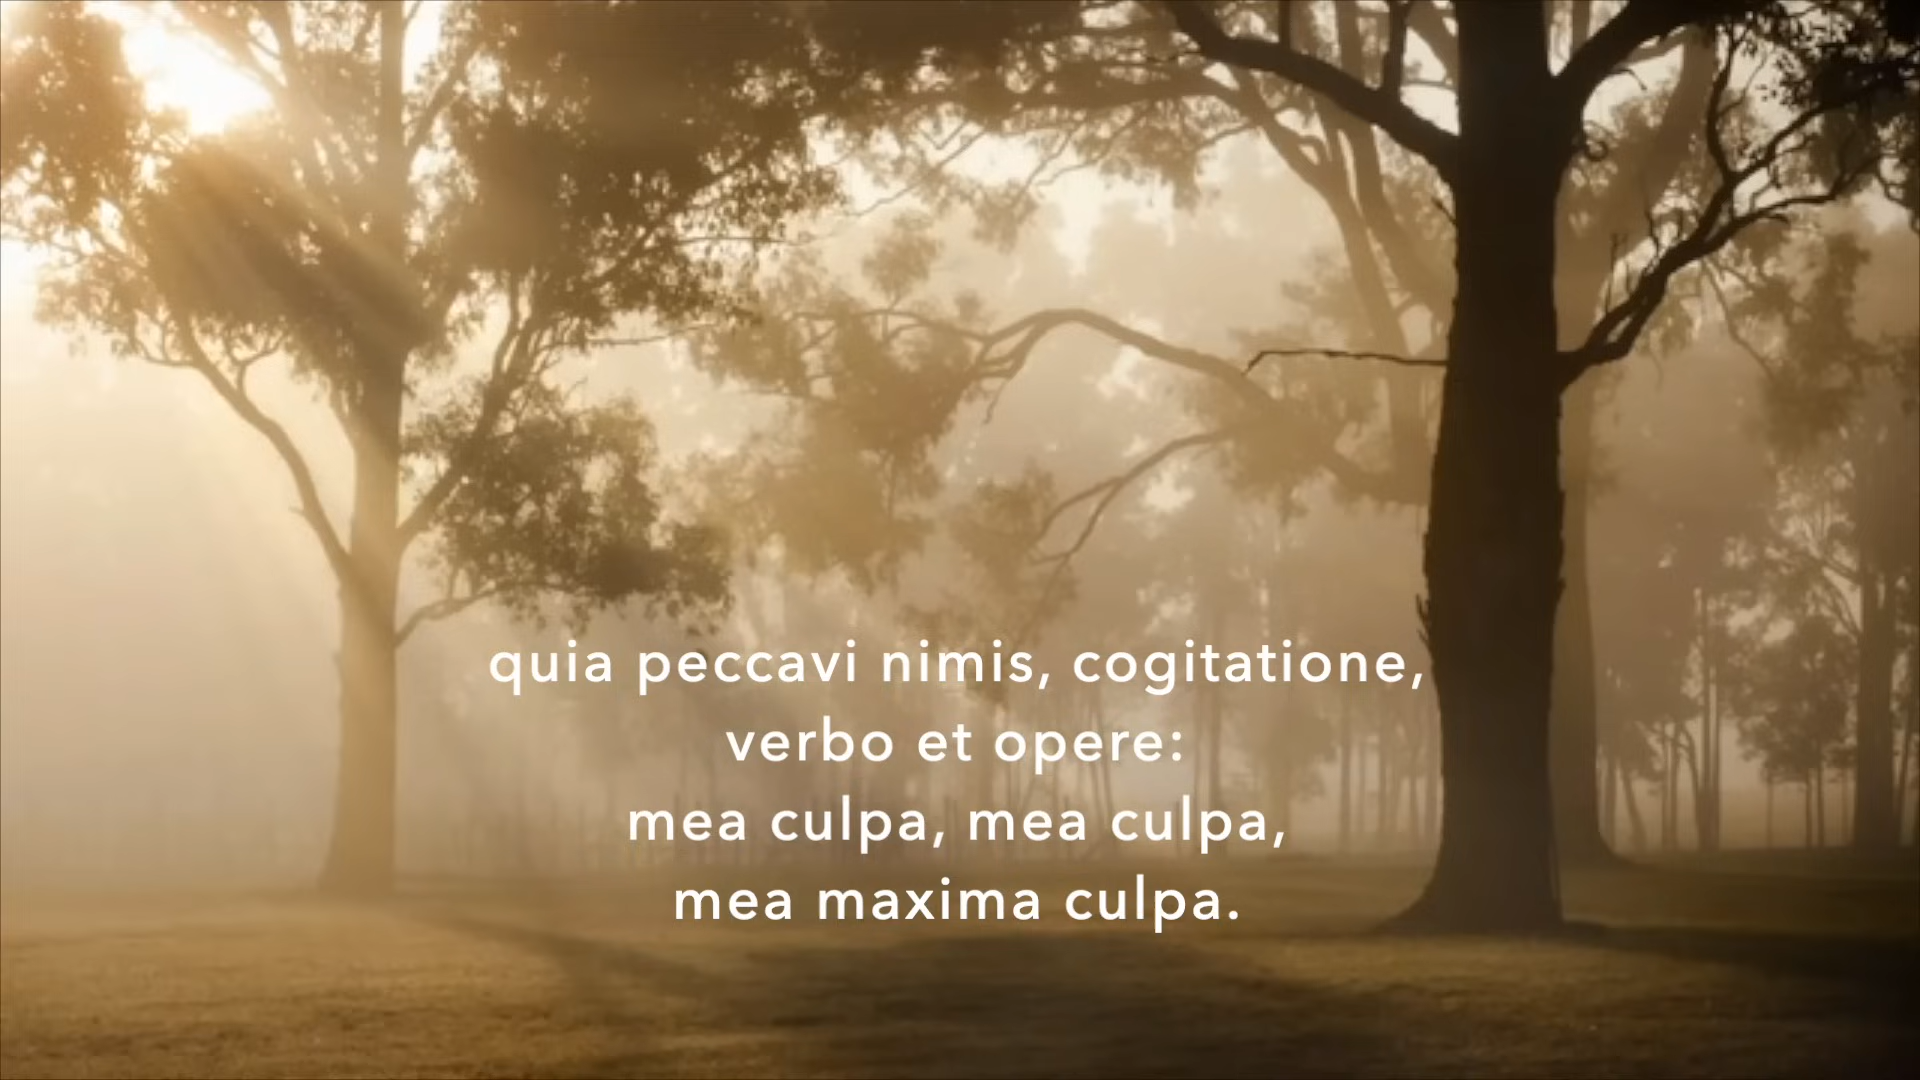 quia peccavi nimis, cogitatione,
verbo et opere:
mea culpa, mea culpa,
mea maxima culpa.